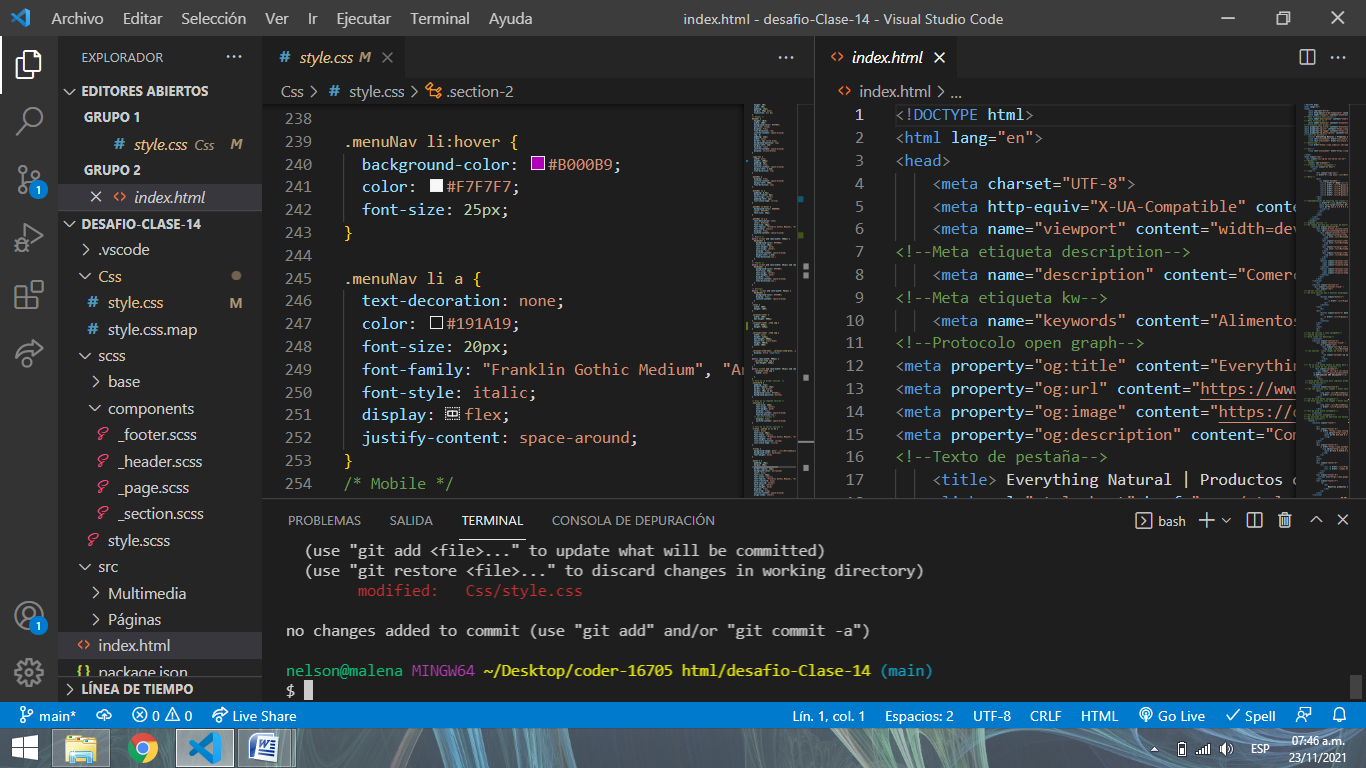 Archivo Editar Selección Ver Ir Ejecutar Terminal Ayuda
index.html - desafio-Clase-14 - Visual Studio Code
EXPLORADOR
EDITORES ABIERTOS
GRUPO 1
# style.css Css M
GRUPO 2
index.html
DESAFIO-CLASE-14
.vscode
Css
# style.css M
# style.css.map
scss
base
components
_footer.scss
_header.scss
_page.scss
_section.scss
style.scss
src
Multimedia
Páginas
index.html
{} package.json
LÍNEA DE TIEMPO
1
1
# style.css M
Css > # style.css > .section-2
238
239 .menuNav li:hover {
240 background-color: #B000B9;
241 color: #F7F7F7;
242 font-size: 25px;
243 }
244
245 .menuNav li a {
246 text-decoration: none;
247 color: #191A19;
248 font-size: 20px;
249 font-family: "Franklin Gothic Medium", "Ar
250 font-style: italic;
251 display: flex;
252 justify-content: space-around;
253 }
254 /* Mobile */
index.html
index.html > ...
1 <!DOCTYPE html>
2 <html lang="en">
3 <head>
4 <meta charset="UTF-8">
5 <meta http-equiv="X-UA-Compatible" conte
6 <meta name="viewport" content="width=dev
7 <!--Meta etiqueta description-->
8 <meta name="description" content="Comerc
9 <!--Meta etiqueta kw-->
10 <meta name="keywords" content="Alimentos
11 <!--Protocolo open graph-->
12 <meta property="og:title" content="Everythin
13 <meta property="og:url" content="https://www
14 <meta property="og:image" content="https://c
15 <meta property="og:description" content="Com
16 <!--Texto de pestaña-->
17 <title> Everything Natural | Productos c
PROBLEMAS SALIDA TERMINAL CONSOLA DE DEPURACIÓN
bash
(use "git add <file>..." to update what will be committed)
(use "git restore <file>..." to discard changes in working directory)
modified: Css/style.css
no changes added to commit (use "git add" and/or "git commit -a")
nelson@malena MINGW64 ~/Desktop/coder-16705 html/desafio-Clase-14 (main)
$
main* 0 0 Live Share
Lín. 1, col. 1 Espacios: 2 UTF-8 CRLF HTML Go Live Spell
ESP
07:46 a.m.
23/11/2021